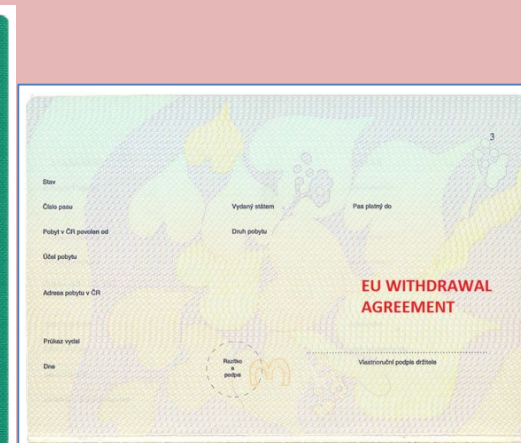 3
Stav
Číslo pasu Vydaný státem Pas platný do
Pobyt v ČR povolen od Druh pobytu
Účel pobytu
EU WITHDRAWAL
AGREEMENT
Adresa pobytu v ČR
Průkaz vydal
Dne
Razítko
a
podpis
Vlastnoruční podpis držitele